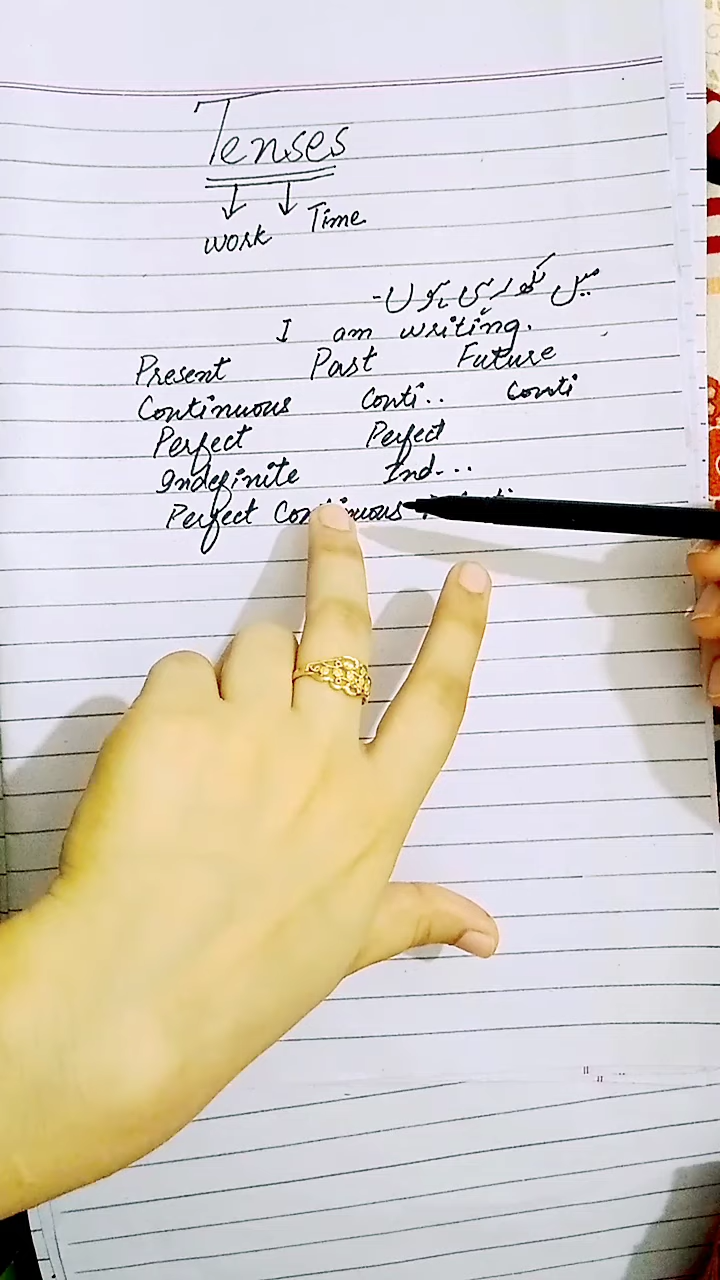 Tenses
work Time
میں لکھ رہی ہوں -
I am writing.
Present Past Future
Continuous Conti.. Conti
Perfect Perfect
Indefinite Ind...
Perfect Continuous